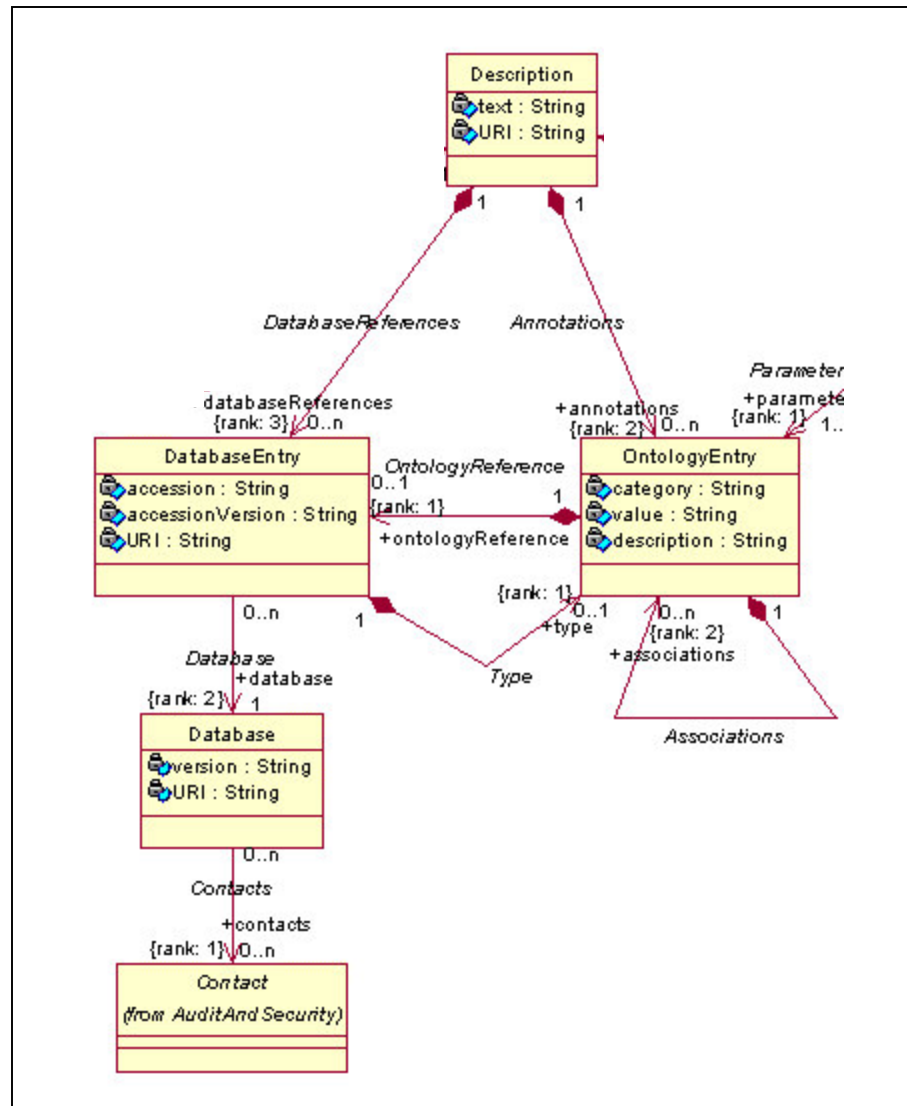 Description
text : String
URI : String
1
1
DatabaseReferences
Annotations
Parameter
databaseReferences
{rank: 3}
0..n
+annotations
{rank: 2}
0..n
+paramete
{rank: 1}
1..
DatabaseEntry
accession : String
accessionVersion : String
URI : String
OntologyReference
0..1
{rank: 1}
1
+ontologyReference
OntologyEntry
category : String
value : String
description : String
0..n
1
{rank: 1}
0..1
+type
Type
0..n
{rank: 2}
+associations
1
Associations
Database
+database
{rank: 2}
1
Database
version : String
URI : String
0..n
Contacts
+contacts
{rank: 1}
0..n
Contact
(from AuditAndSecurity)